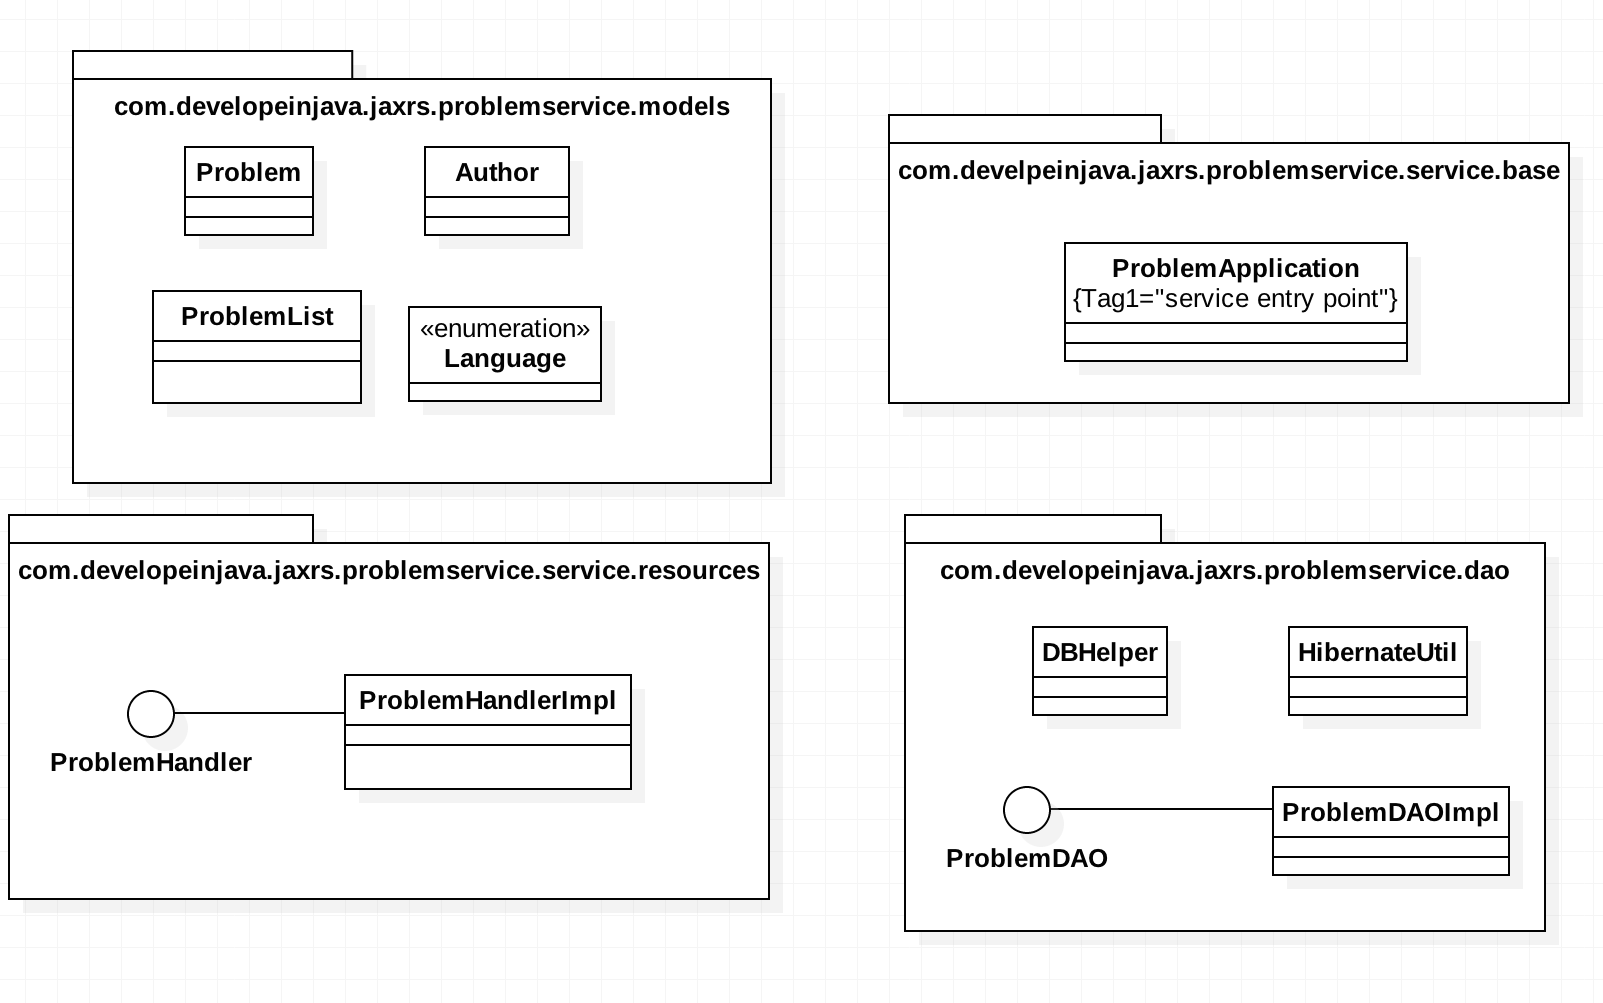 com.developeinjava.jaxrs.problemservice.models
Problem
Author
ProblemList
«enumeration»
Language
com.develpeinjava.jaxrs.problemservice.service.base
ProblemApplication
{Tag1="service entry point"}
com.developeinjava.jaxrs.problemservice.service.resources
ProblemHandlerImpl
ProblemHandler
com.developeinjava.jaxrs.problemservice.dao
DBHelper
HibernateUtil
ProblemDAOImpl
ProblemDAO